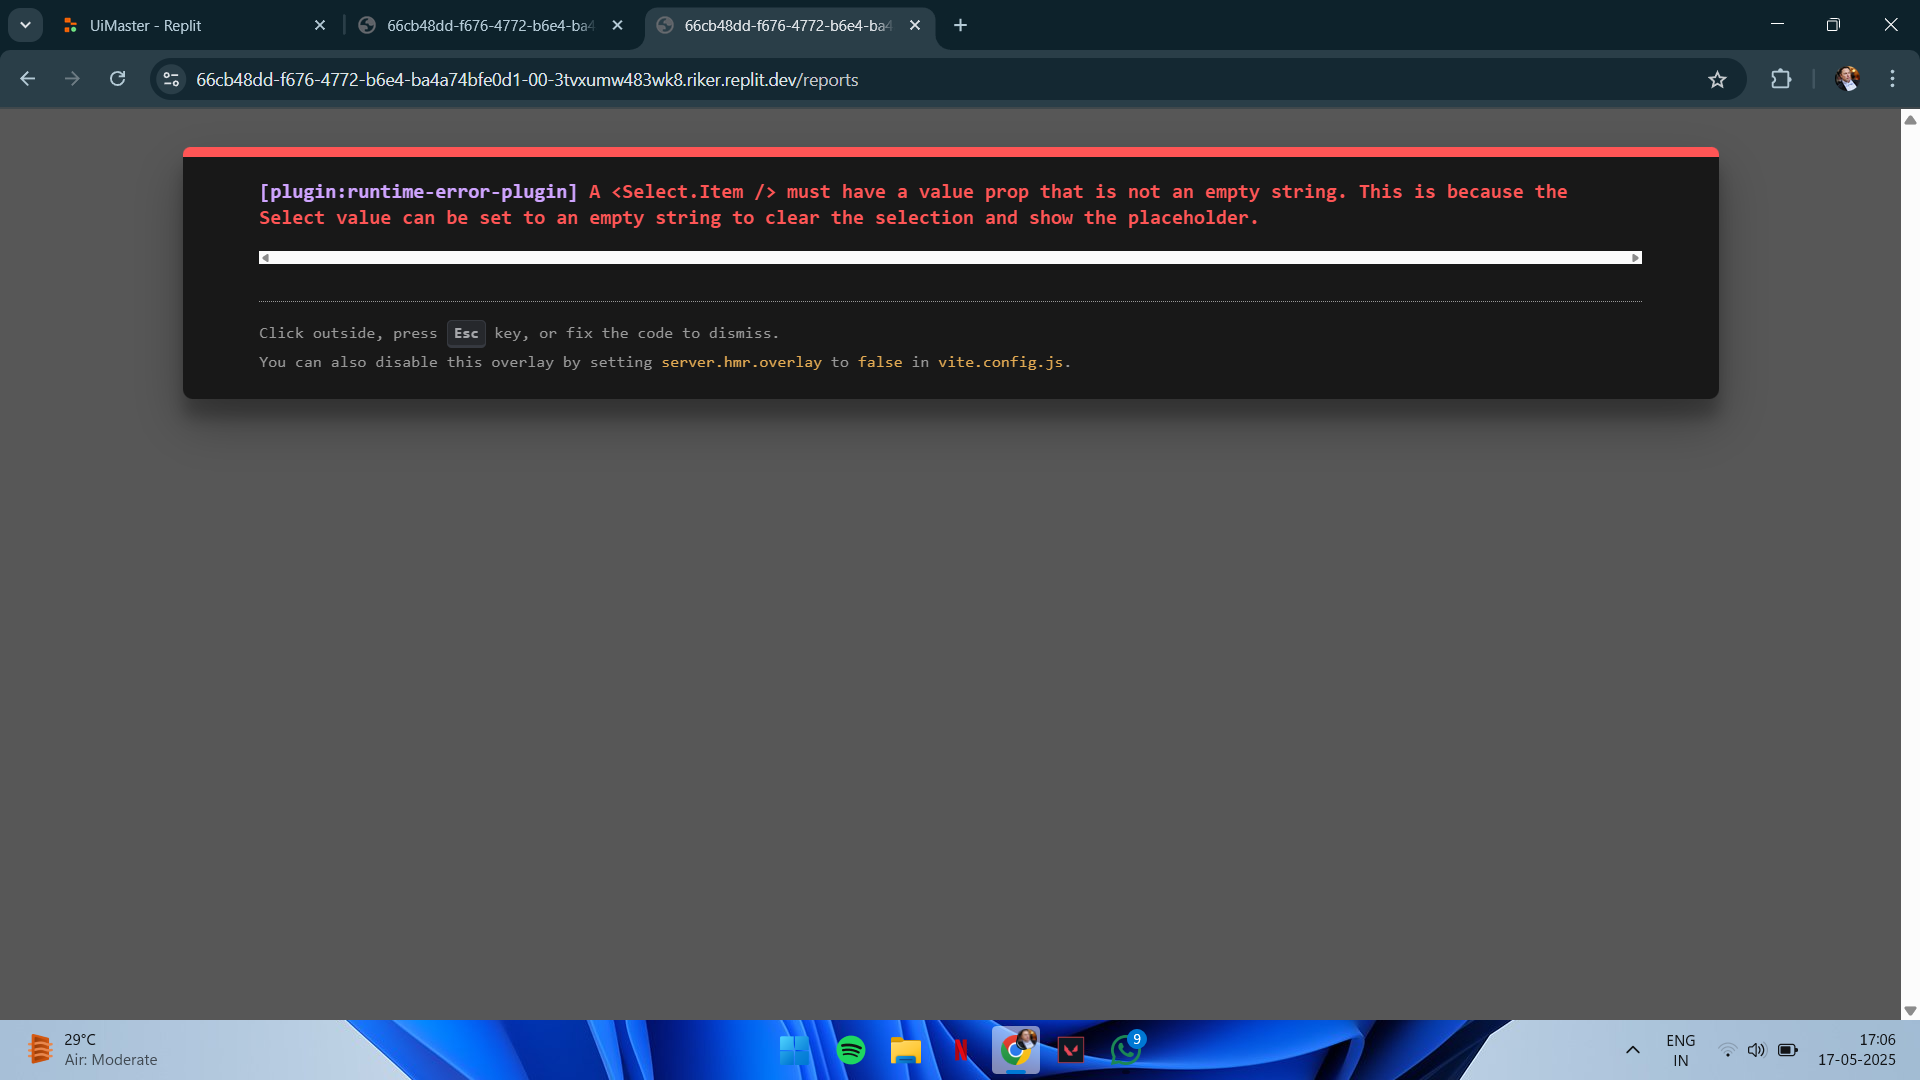 UiMaster - Replit
66cb48dd-f676-4772-b6e4-ba4
66cb48dd-f676-4772-b6e4-ba4
66cb48dd-f676-4772-b6e4-ba4a74bfe0d1-00-3tvxumw483wk8.riker.replit.dev/reports
[plugin:runtime-error-plugin] A <Select.Item /> must have a value prop that is not an empty string. This is because the
Select value can be set to an empty string to clear the selection and show the placeholder.
Click outside, press Esc key, or fix the code to dismiss.
You can also disable this overlay by setting server.hmr.overlay to false in vite.config.js.
29°C
Air: Moderate
N
9
ENG
IN
17:06
17-05-2025